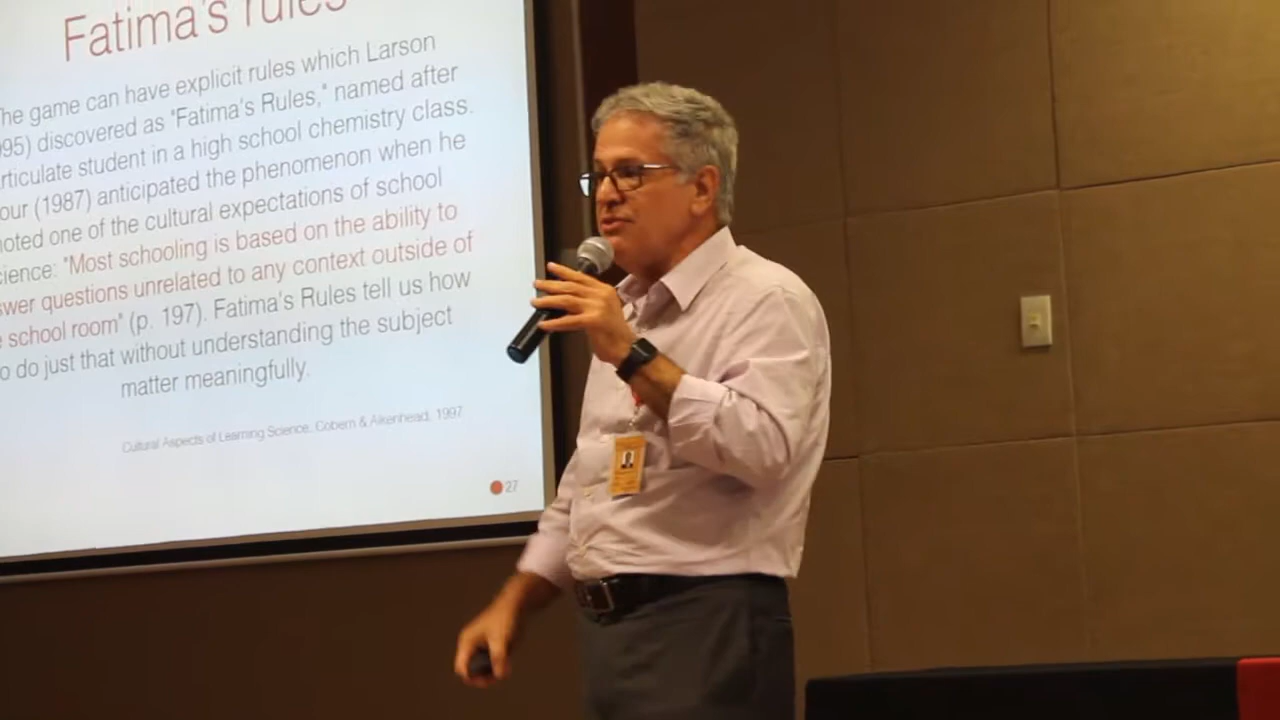 Fatima's rules
The game can have explicit rules which Larson
95) discovered as "Fatima's Rules," named after
rticulate student in a high school chemistry class.
our (1987) anticipated the phenomenon when he
noted one of the cultural expectations of school
cience: "Most schooling is based on the ability to
swer questions unrelated to any context outside of
e school room" (p. 197). Fatima's Rules tell us how
o do just that without understanding the subject
matter meaningfully.
Cultural Aspects of Learning Science, Cobern & Aikenhead, 1997
27